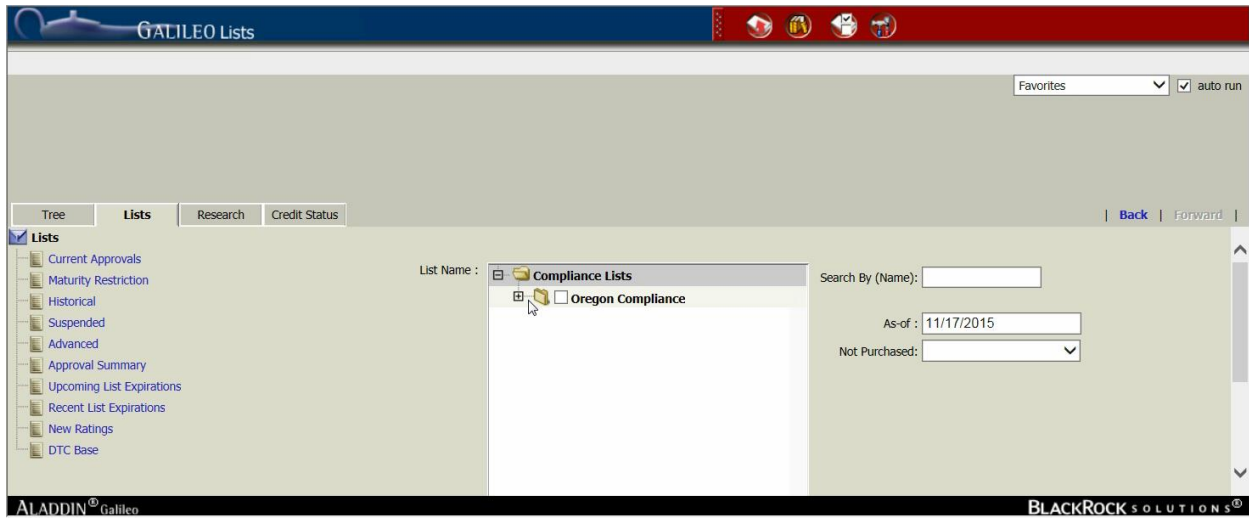 GALILEO Lists
Favorites
auto run
Tree Lists Research Credit Status | Back | Forward |
Lists
Current Approvals
Maturity Restriction
Historical
Suspended
Advanced
Approval Summary
Upcoming List Expirations
Recent List Expirations
New Ratings
DTC Base
List Name :
Compliance Lists
Oregon Compliance
Search By (Name):
As-of : 11/17/2015
Not Purchased:
ALADDIN® Galileo
BLACKROCK SOLUTIONS®